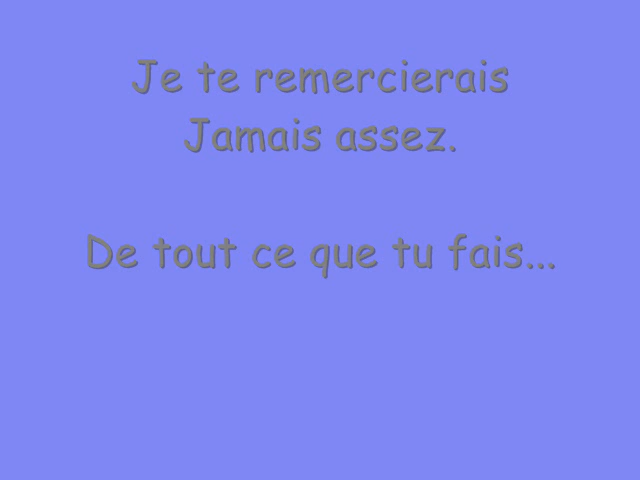 Je te remercierais
Jamais assez.
De tout ce que tu fais...